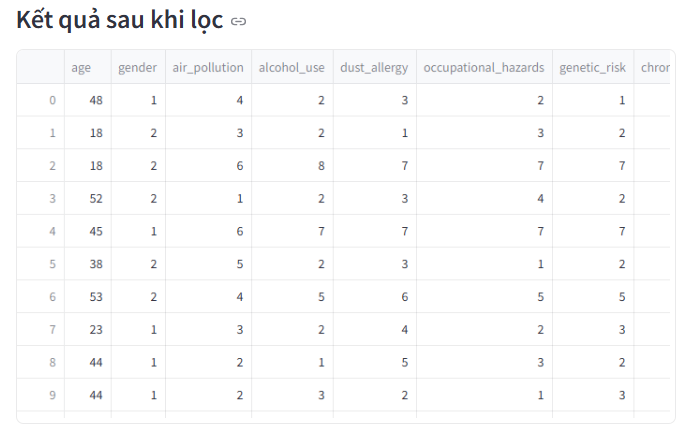 Kết quả sau khi lọc
age gender air_pollution alcohol_use dust_allergy occupational_hazards genetic_risk chror
0 48 1 4 2 3 2 1
1 18 2 3 2 1 3 2
2 18 2 6 8 7 7 7
3 52 2 1 2 3 4 2
4 45 1 6 7 7 7 7
5 38 2 5 2 3 1 2
6 53 2 4 5 6 5 5
7 23 1 3 2 4 2 3
8 44 1 2 1 5 3 2
9 44 1 2 3 2 1 3